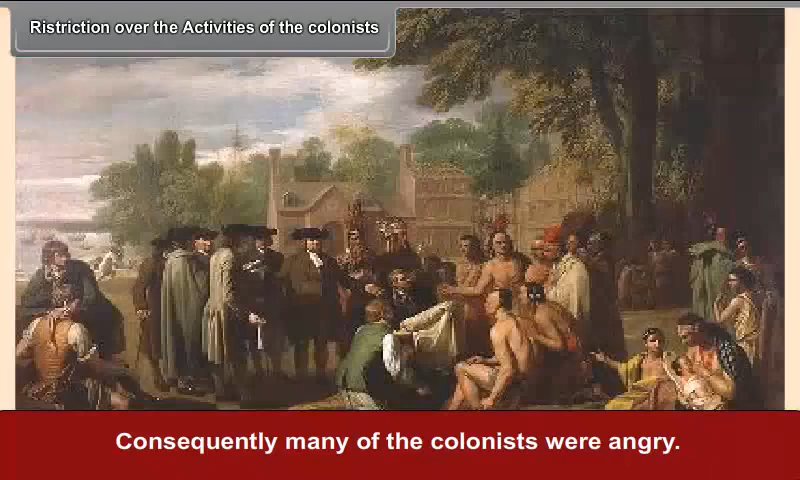 Ristriction over the Activities of the colonists
Consequently many of the colonists were angry.